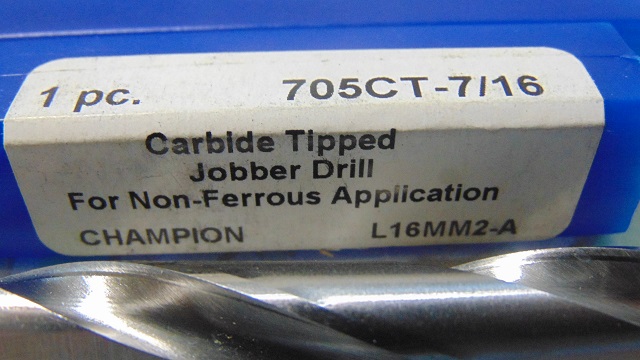 1 pc. 705CT-7/16
Carbide Tipped
Jobber Drill
For Non-Ferrous Application
CHAMPION L16MM2-A